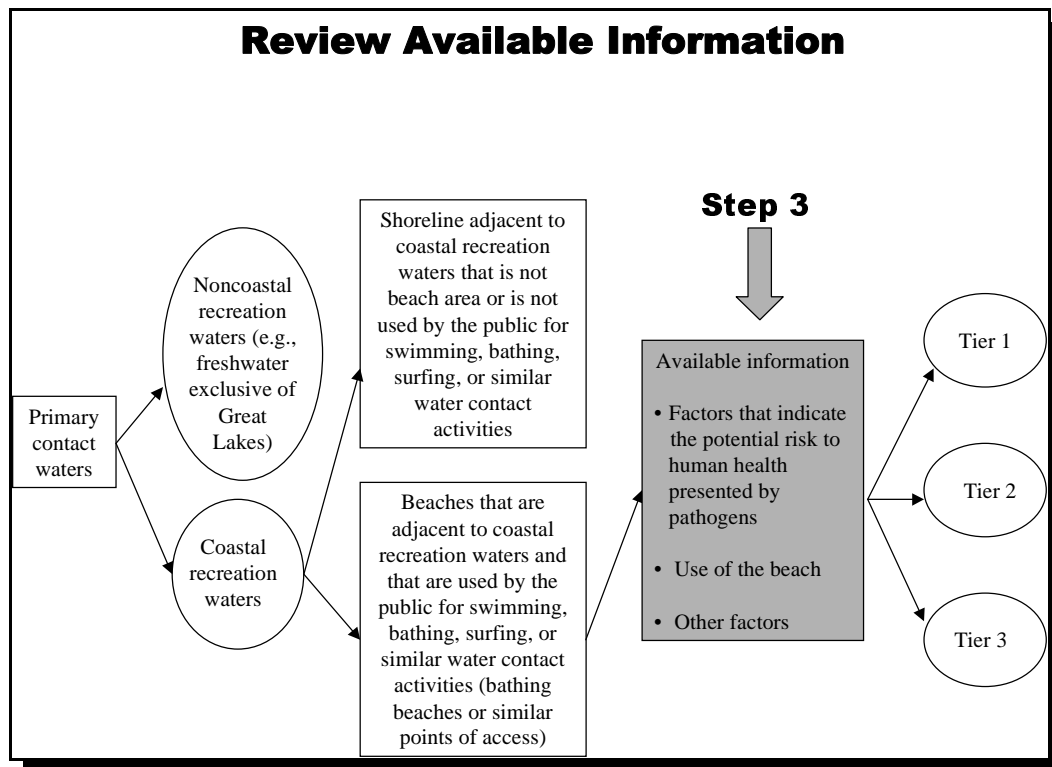 Review Available Information
Primary
contact
waters
Noncoastal
recreation
waters (e.g.,
freshwater
exclusive of
Great
Lakes)
Coastal
recreation
waters
Shoreline adjacent to
coastal recreation
waters that is not
beach area or is not
used by the public for
swimming, bathing,
surfing, or similar
water contact
activities
Beaches that are
adjacent to coastal
recreation waters and
that are used by the
public for swimming,
bathing, surfing, or
similar water contact
activities (bathing
beaches or similar
points of access)
Step 3
Available information
• Factors that indicate
the potential risk to
human health
presented by
pathogens
• Use of the beach
• Other factors
Tier 1
Tier 2
Tier 3